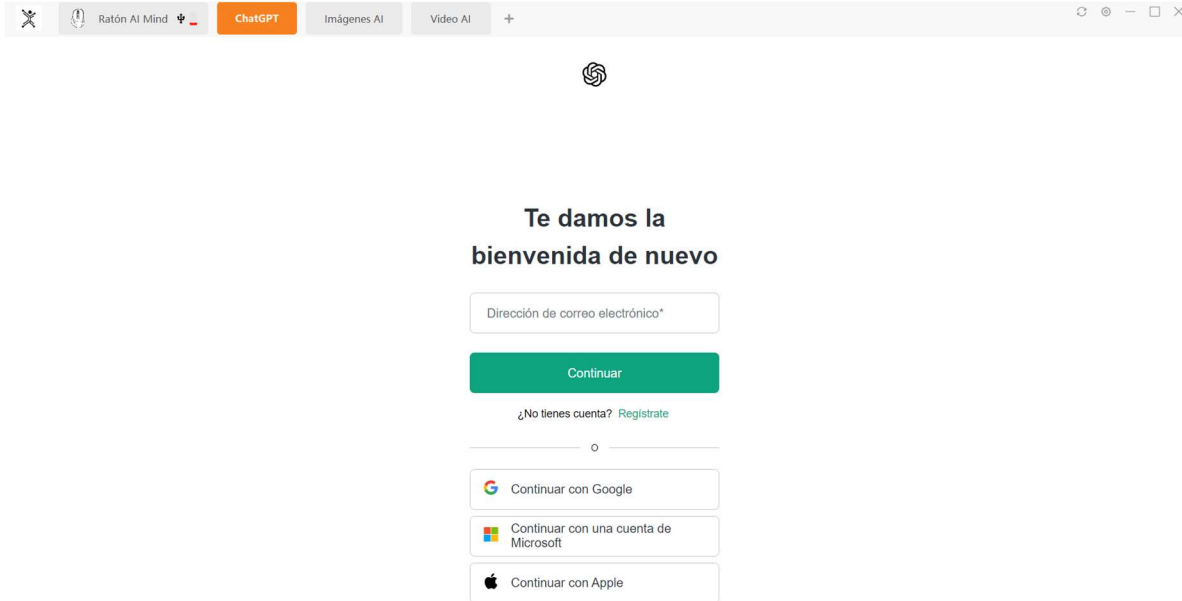 Ratón AI Mind
ChatGPT
Imágenes AI
Video AI
+
Te damos la
bienvenida de nuevo
Dirección de correo electrónico*
Continuar
¿No tienes cuenta? Regístrate
O
Continuar con Google
Continuar con una cuenta de
Microsoft
Continuar con Apple